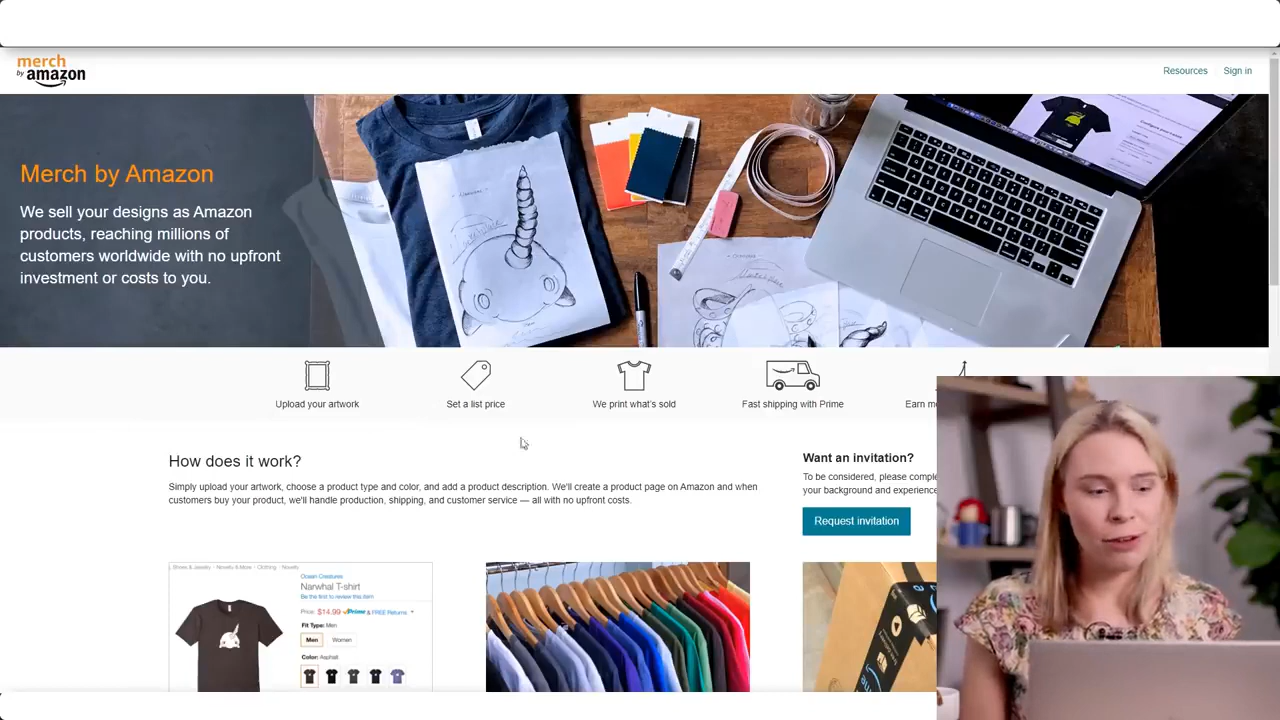 merch
by amazon
Resources
Sign in
Merch by Amazon
We sell your designs as Amazon
products, reaching millions of
customers worldwide with no upfront
investment or costs to you.
Upload your artwork
Set a list price
We print what's sold
Fast shipping with Prime
Earn
How does it work?
Simply upload your artwork, choose a product type and color, and add a product description. We'll create a product page on Amazon and when
customers buy your product, we'll handle production, shipping, and customer service — all with no upfront costs.
Want an invitation?
To be considered, please
your background and experience
Request invitation
Shoes & Jewelry › Novelty & More › Clothing › Novelty
Ocean Creatures
Narwhal T-shirt
Be the first to review this item
Price: $14.99 Prime & FREE Returns
Fit Type: Men
Men
Women
Color: Asphalt